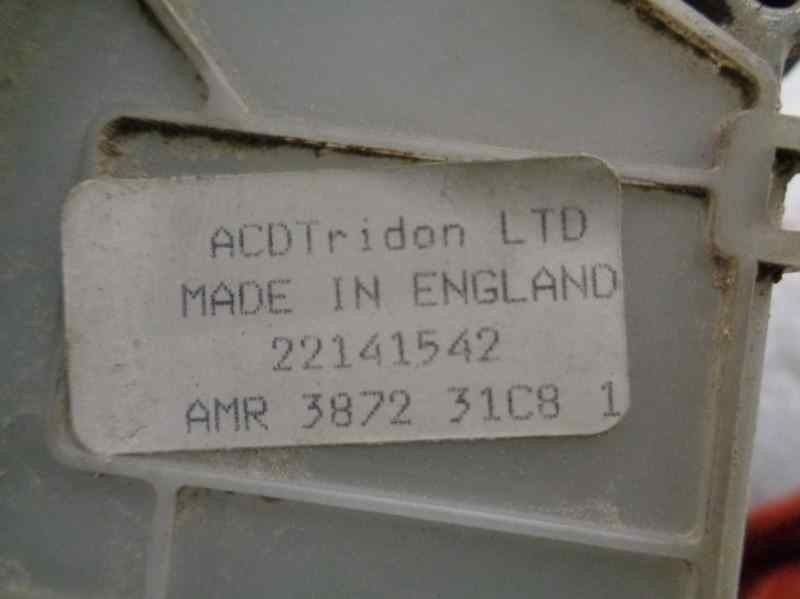 ACDTridon LTD
MADE IN ENGLAND
22141542
AMR 3872 31C8 1